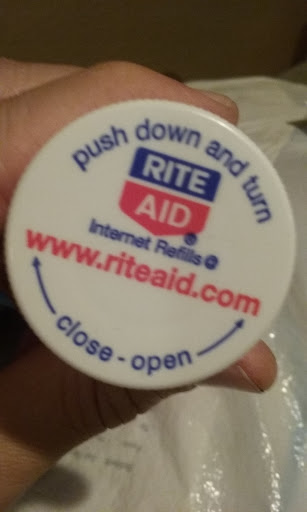 push down and turn
RITE
AID®
Internet Refills @
www.riteaid.com
close - open